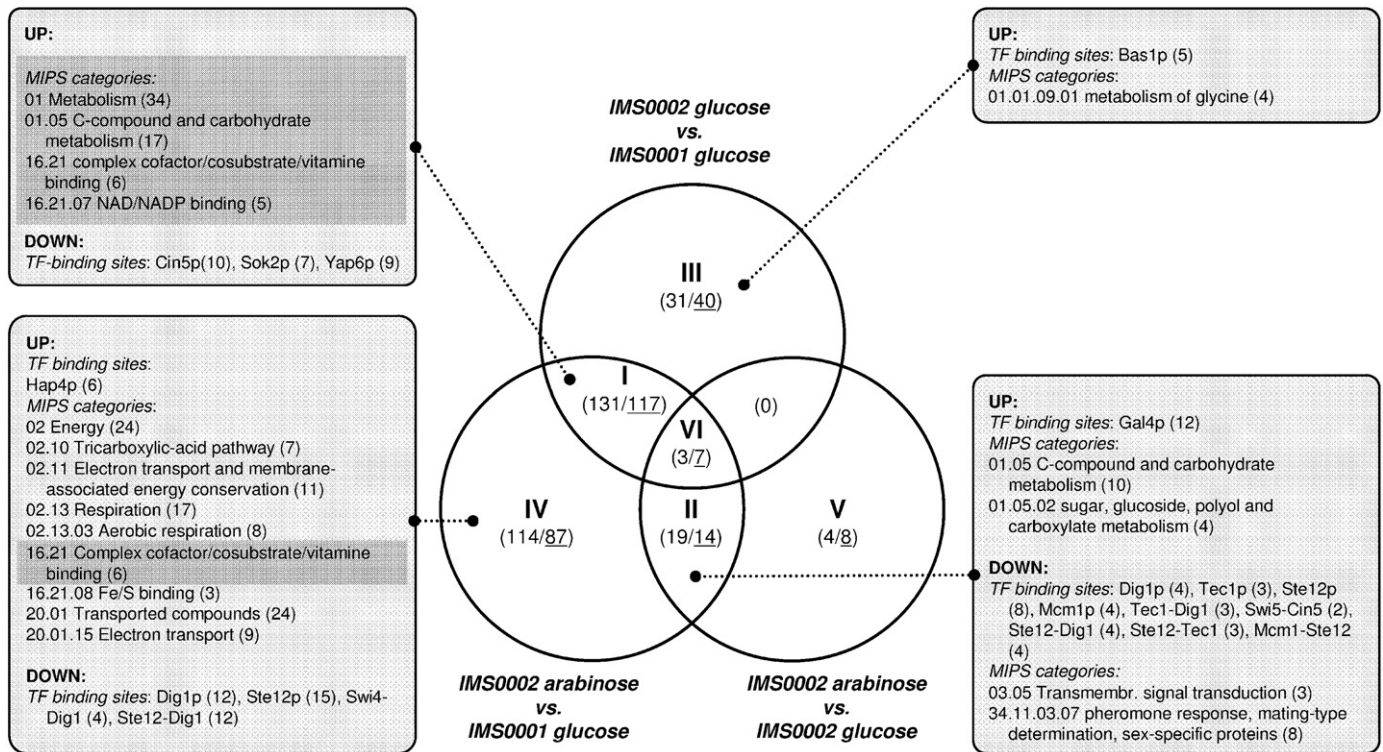 UP:
MIPS categories:
01 Metabolism (34)
01.05 C-compound and carbohydrate
metabolism (17)
16.21 complex cofactor/cosubstrate/vitamine
binding (6)
16.21.07 NAD/NADP binding (5)
DOWN:
TF-binding sites: Cin5p(10), Sok2p (7), Yap6p (9)
UP:
TF binding sites: Bas1p (5)
MIPS categories:
01.01.09.01 metabolism of glycine (4)
IMS0002 glucose
vs.
IMS0001 glucose
III
(31/40)
I
(131/117)
(0)
VI
(3/7)
IV
(114/87)
II
(19/14)
V
(4/8)
UP:
TF binding sites:
Hap4p (6)
MIPS categories:
02 Energy (24)
02.10 Tricarboxylic-acid pathway (7)
02.11 Electron transport and membrane-
associated energy conservation (11)
02.13 Respiration (17)
02.13.03 Aerobic respiration (8)
16.21 Complex cofactor/cosubstrate/vitamine
binding (6)
16.21.08 Fe/S binding (3)
20.01 Transported compounds (24)
20.01.15 Electron transport (9)
DOWN:
TF binding sites: Dig1p (12), Ste12p (15), Swi4-
Dig1 (4), Ste12-Dig1 (12)
UP:
TF binding sites: Gal4p (12)
MIPS categories:
01.05 C-compound and carbohydrate
metabolism (10)
01.05.02 sugar, glucoside, polyol and
carboxylate metabolism (4)
DOWN:
TF binding sites: Dig1p (4), Tec1p (3), Ste12p
(8), Mcm1p (4), Tec1-Dig1 (3), Swi5-Cin5 (2),
Ste12-Dig1 (4), Ste12-Tec1 (3), Mcm1-Ste12
(4)
MIPS categories:
03.05 Transmembr. signal transduction (3)
34.11.03.07 pheromone response, mating-type
determination, sex-specific proteins (8)
IMS0002 arabinose
vs.
IMS0001 glucose
IMS0002 arabinose
vs.
IMS0002 glucose